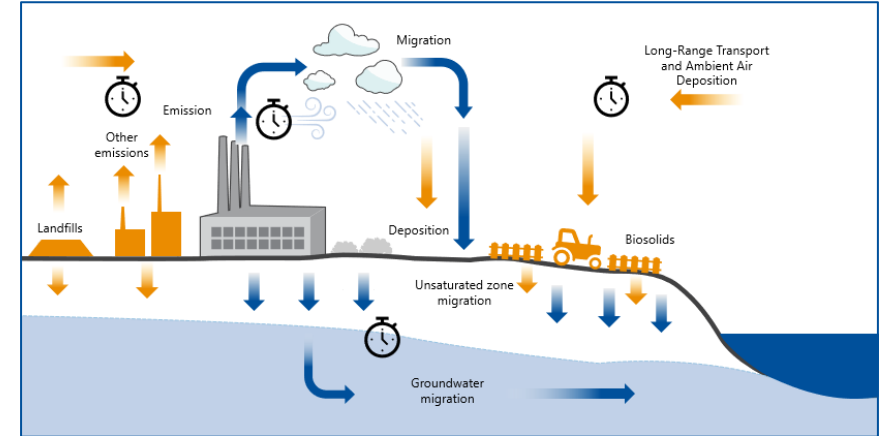 Migration
Long-Range Transport
and Ambient Air
Deposition
Emission
Other
emissions
Landfills
Deposition
Biosolids
Unsaturated zone
migration
Groundwater
migration